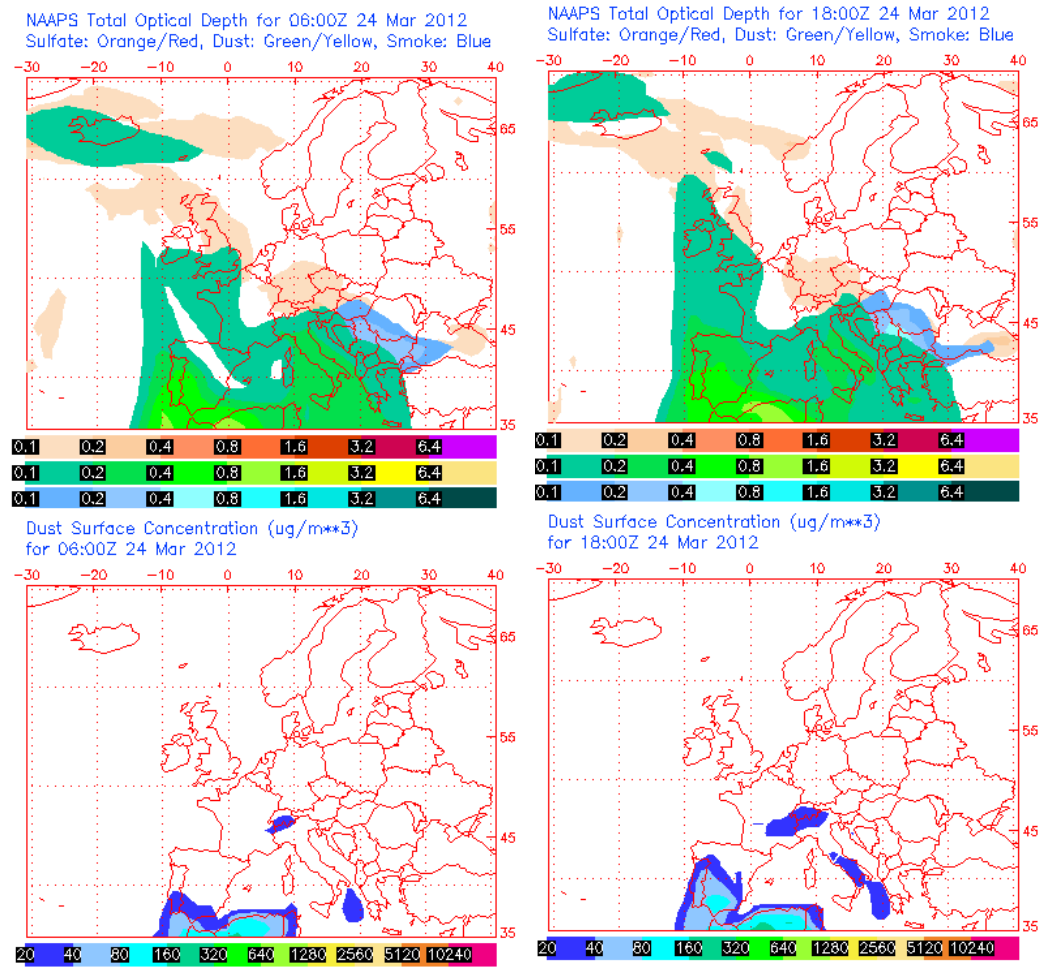 NAAPS Total Optical Depth for 06:00Z 24 Mar 2012
Sulfate: Orange/Red, Dust: Green/Yellow, Smoke: Blue
-30 -20 -10 0 10 20 30 40
65
55
45
35
0.1 0.2 0.4 0.8 1.6 3.2 6.4
0.1 0.2 0.4 0.8 1.6 3.2 6.4
0.1 0.2 0.4 0.8 1.6 3.2 6.4
NAAPS Total Optical Depth for 18:00Z 24 Mar 2012
Sulfate: Orange/Red, Dust: Green/Yellow, Smoke: Blue
-30 -20 -10 0 10 20 30 40
65
55
45
35
0.1 0.2 0.4 0.8 1.6 3.2 6.4
0.1 0.2 0.4 0.8 1.6 3.2 6.4
0.1 0.2 0.4 0.8 1.6 3.2 6.4
Dust Surface Concentration (ug/m**3)
for 06:00Z 24 Mar 2012
-30 -20 -10 0 10 20 30 40
65
55
45
35
20 40 80 160 320 640 1280 2560 5120 10240
Dust Surface Concentration (ug/m**3)
for 18:00Z 24 Mar 2012
-30 -20 -10 0 10 20 30 40
65
55
45
35
20 40 80 160 320 640 1280 2560 5120 10240